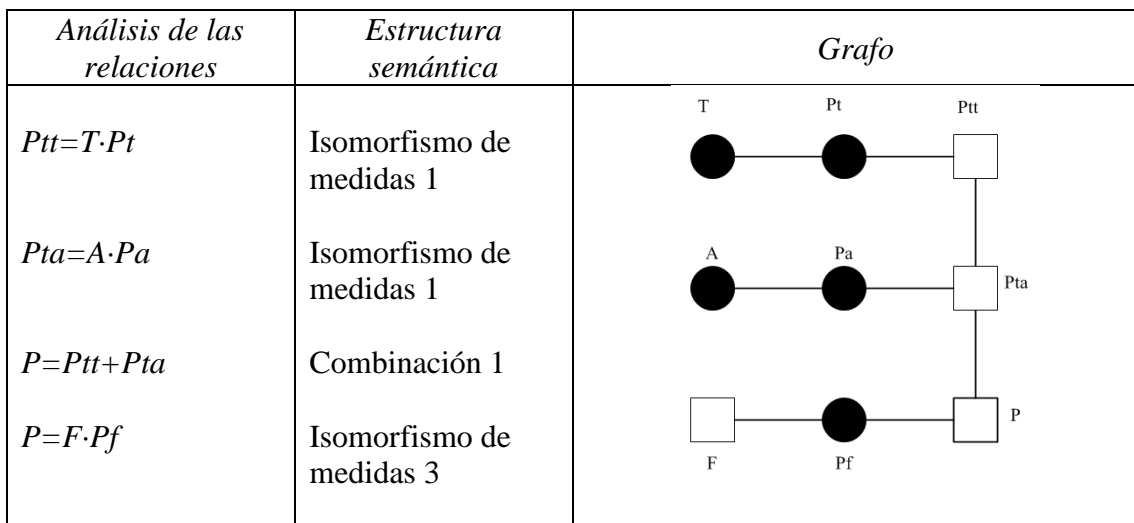 Análisis de las
relaciones
Estructura
semántica
Grafo
Ptt=T·Pt
Isomorfismo de
medidas 1
Pta=A·Pa
Isomorfismo de
medidas 1
P=Ptt+Pta
Combinación 1
P=F·Pf
Isomorfismo de
medidas 3
T Pt Ptt
A Pa
Pta
P
F Pf